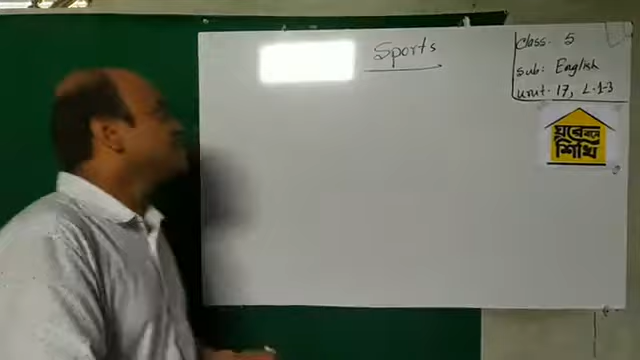 Sports
Class. 5
Sub: English
Unit-17, L-1-3
ঘরে বসে
শিখি